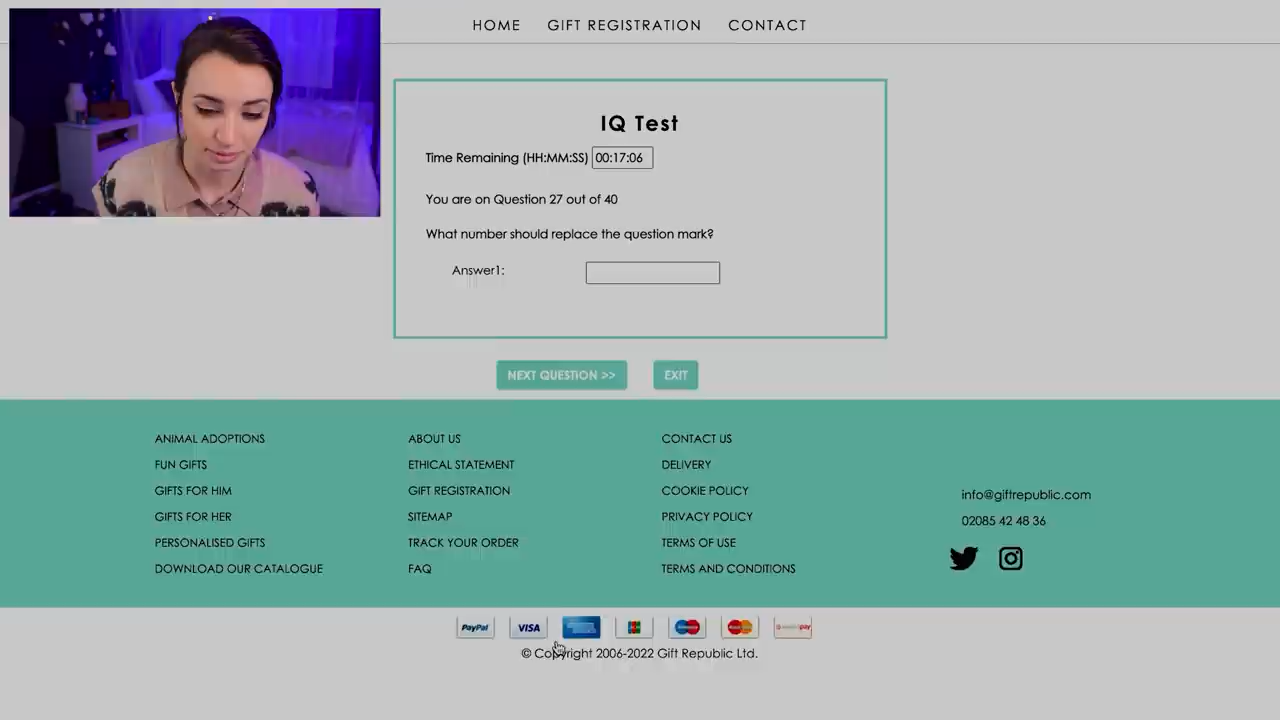 HOME GIFT REGISTRATION CONTACT
IQ Test
Time Remaining (HH:MM:SS) 00:17:06
You are on Question 27 out of 40
What number should replace the question mark?
Answer1:
NEXT QUESTION >> EXIT
ANIMAL ADOPTIONS
FUN GIFTS
GIFTS FOR HIM
GIFTS FOR HER
PERSONALISED GIFTS
DOWNLOAD OUR CATALOGUE
ABOUT US
ETHICAL STATEMENT
GIFT REGISTRATION
SITEMAP
TRACK YOUR ORDER
FAQ
CONTACT US
DELIVERY
COOKIE POLICY
PRIVACY POLICY
TERMS OF USE
TERMS AND CONDITIONS
info@giftrepublic.com
02085 42 48 36
PayPal VISA JCB
© Copyright 2006-2022 Gift Republic Ltd.